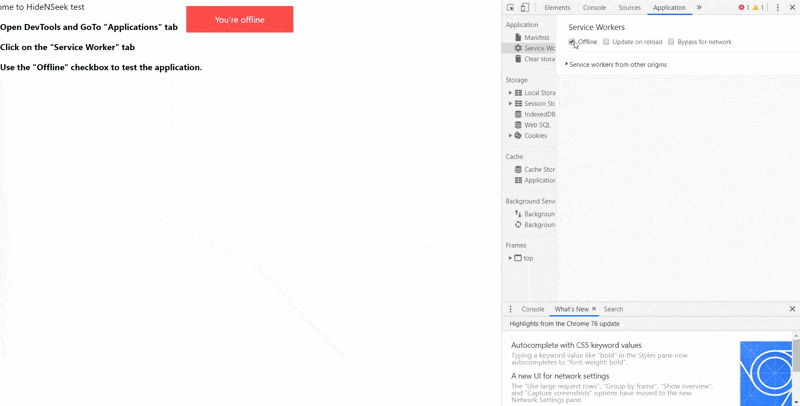 ome to HideNSeek test
You're offline
Open DevTools and GoTo "Applications" tab
Click on the "Service Worker" tab
Use the "Offline" checkbox to test the application.
Elements Console Sources Application » 1 1
Application
Manifest
Service Wo
Clear stora
Storage
Local Stora
Session Sto
IndexedDB
Web SQL
Cookies
Cache
Cache Stor
Application
Background Servi
Backgroun
Backgroun
Frames
top
Service Workers
Offline Update on reload Bypass for network
Service workers from other origins
Console What's New × Search
Highlights from the Chrome 76 update
Autocomplete with CSS keyword values
Typing a keyword value like "bold" in the Styles pane now
autocompletes to "font-weight: bold".
A new UI for network settings
The "Use large request rows", "Group by frame", "Show overview",
and "Capture screenshots" options have moved to the new
Network Settings pane.